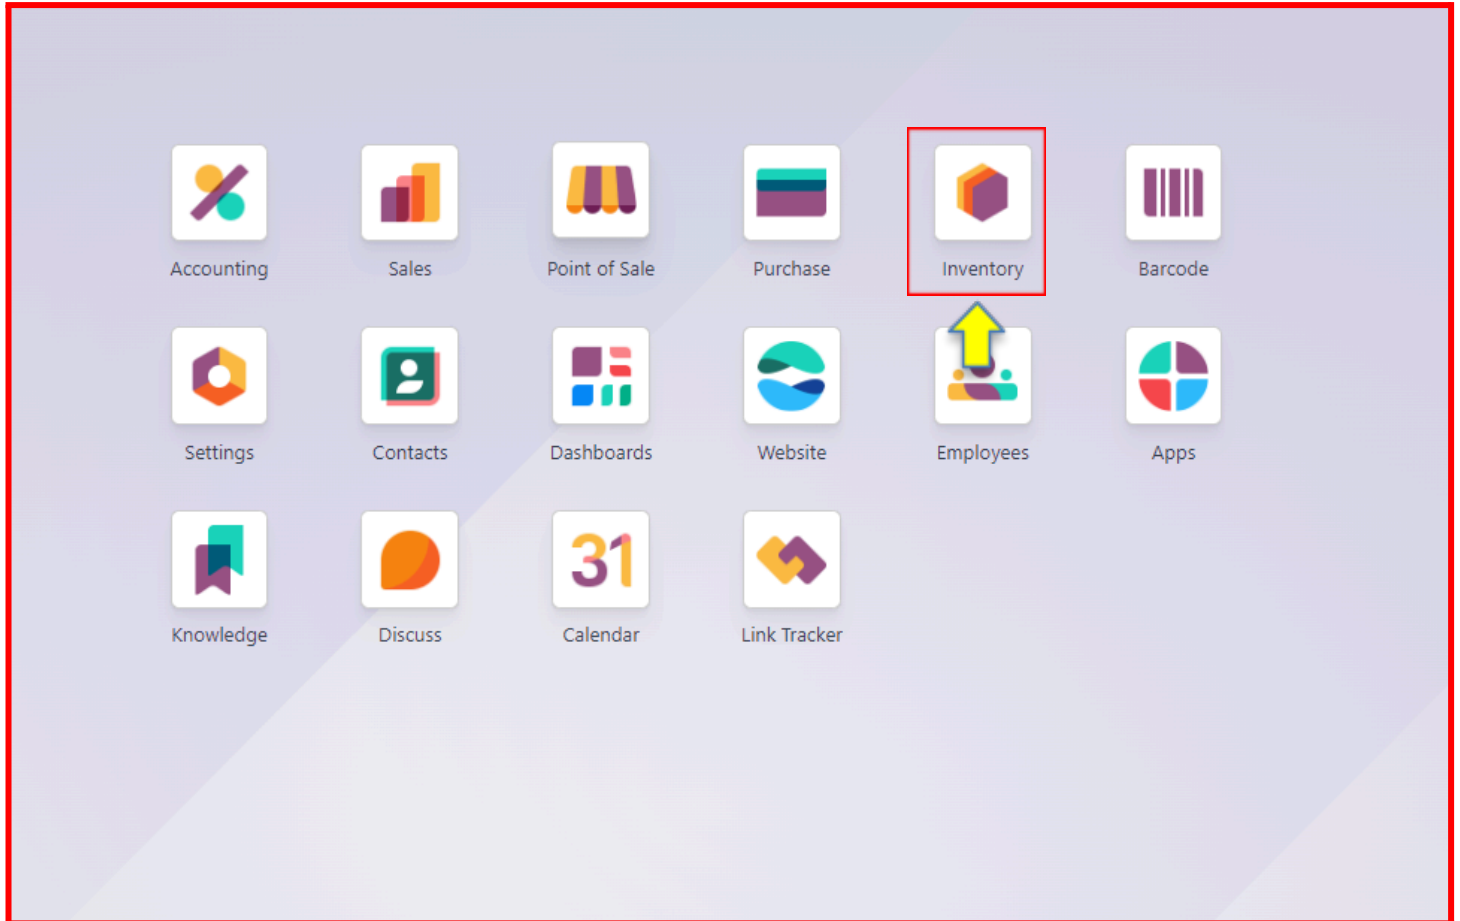 Accounting
Sales
Point of Sale
Purchase
Inventory
Barcode
Settings
Contacts
Dashboards
Website
Employees
Apps
Knowledge
Discuss
31
Calendar
Link Tracker